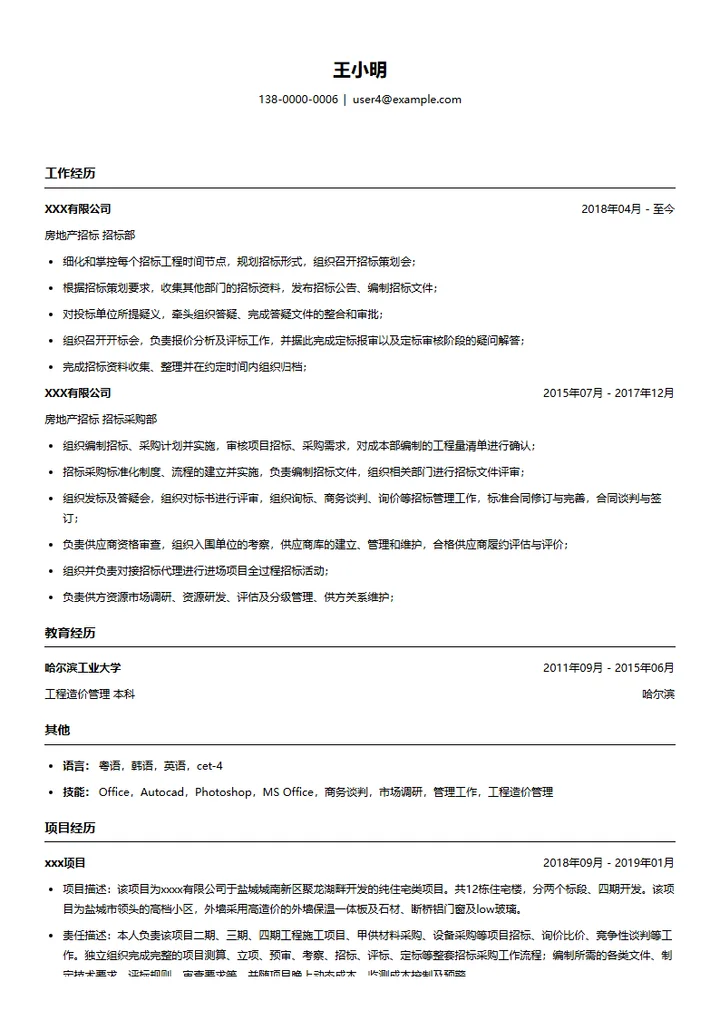 王小明
138-0000-0006 | user4@example.com
工作经历
XXX有限公司 2018年04月 - 至今
房地产招标 招标部
• 细化和掌控每个招标工程时间节点，规划招标形式，组织召开招标策划会；
• 根据招标策划要求，收集其他部门的招标资料，发布招标公告、编制招标文件；
• 对投标单位所提疑义，牵头组织答疑、完成答疑文件的整合和审批；
• 组织召开开标会，负责报价分析及评标工作，并据此完成定标报审以及定标审核阶段的疑问解答；
• 完成招标资料收集、整理并在约定时间内组织归档；
XXX有限公司 2015年07月 - 2017年12月
房地产招标 招标采购部
• 组织编制招标、采购计划并实施，审核项目招标、采购需求，对成本部编制的工程量清单进行确认；
• 招标采购标准化制度、流程的建立并实施，负责编制招标文件，组织相关部门进行招标文件评审；
• 组织发标及答疑会，组织对标书进行评审，组织询标、商务谈判、询价等招标管理工作，标准合同修订与完善，合同谈判与签
订；
• 负责供应商资格审查，组织入围单位的考察，供应商库的建立、管理和维护，合格供应商履约评估与评价；
• 组织并负责对接招标代理进行进场项目全过程招标活动；
• 负责供方资源市场调研、资源研发、评估及分级管理、供方关系维护；
教育经历
哈尔滨工业大学 2011年09月 - 2015年06月
工程造价管理 本科 哈尔滨
其他
• 语言： 粤语，韩语，英语，cet-4
• 技能： Office，Autocad，Photoshop，MS Office，商务谈判，市场调研，管理工作，工程造价管理
项目经历
xxx项目 2018年09月 - 2019年01月
• 项目描述：该项目为xxxx有限公司于盐城城南新区聚龙湖畔开发的纯住宅类项目。共12栋住宅楼，分两个标段、四期开发。该项
目为盐城市领头的高档小区，外墙采用高造价的外墙保温一体板及石材、断桥铝门窗及low玻璃。
• 责任描述：本人负责该项目二期、三期、四期工程施工项目、甲供材料采购、设备采购等项目招标、询价比价、竞争性谈判等工
作。独立组织完成完整的项目测算、立项、预审、考察、招标、评标、定标等整套招标采购工作流程；编制所需的各类文件、制
定技术要求、评标规则、审查要求等，并随项目